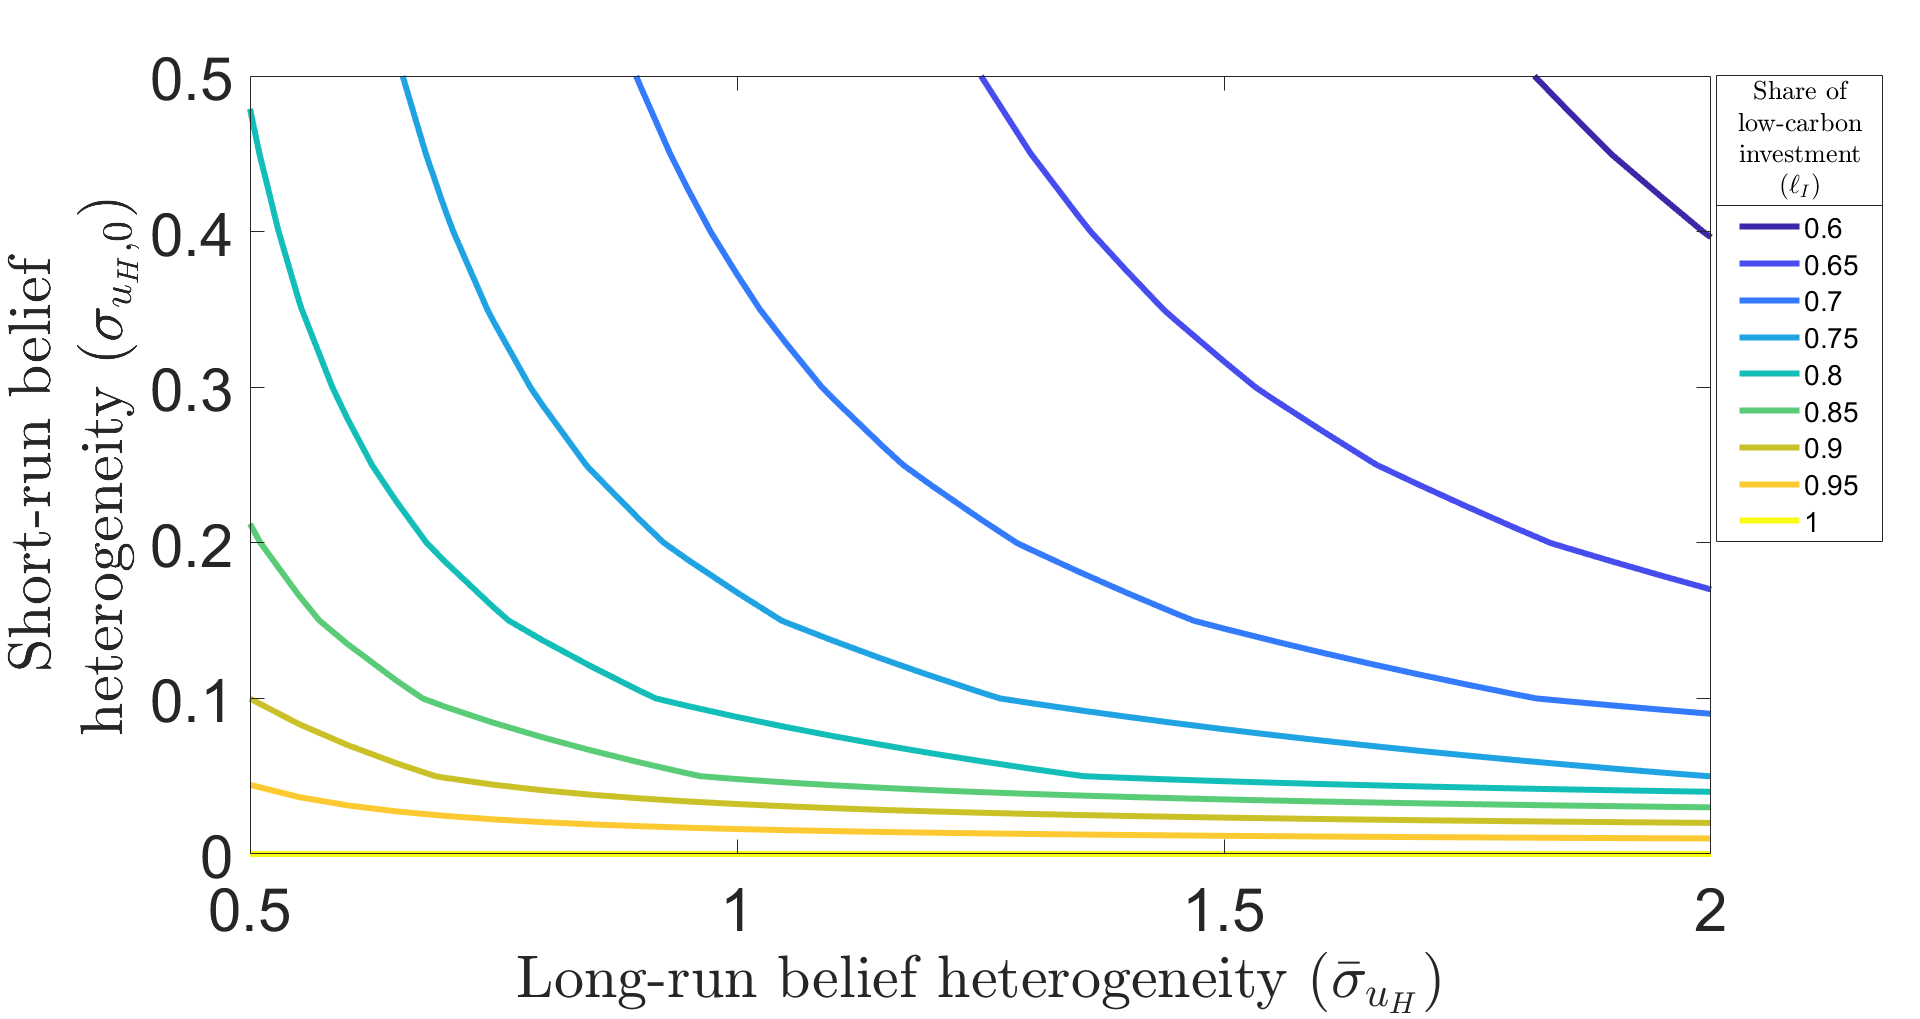 Short-run belief
heterogeneity (σ_{u_H,0})
0.5
0.4
0.3
0.2
0.1
0
0.5
1
1.5
2
Long-run belief heterogeneity (σ̄_{u_H})
Share of
low-carbon
investment
(ℓ_I)
0.6
0.65
0.7
0.75
0.8
0.85
0.9
0.95
1